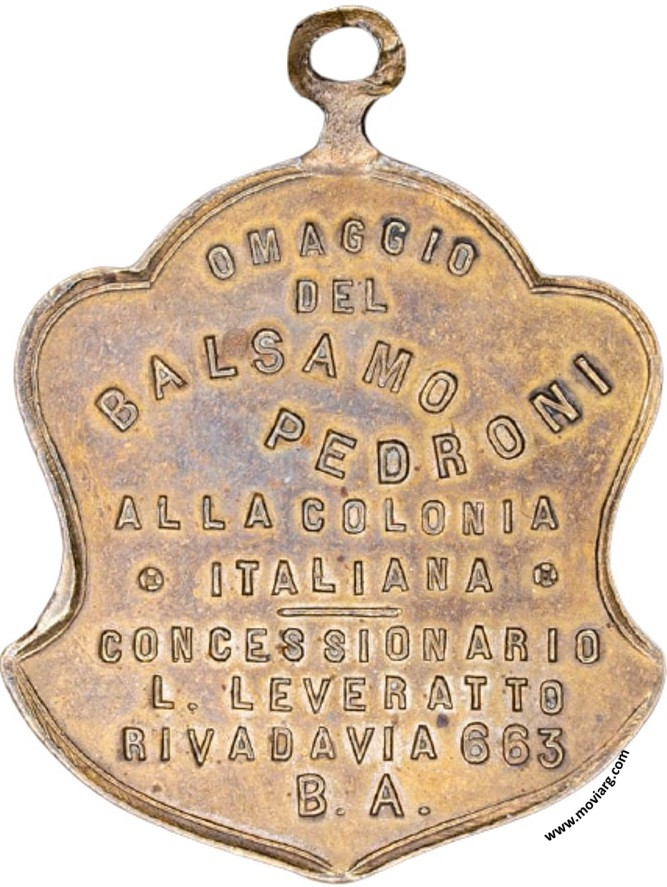 OMAGGIO
DEL
BALSAMO
PEDRONI
ALLA COLONIA
ITALIANA
CONCESSIONARIO
L. LEVERATTO
RIVADAVIA 663
B. A.
www.moviarg.com